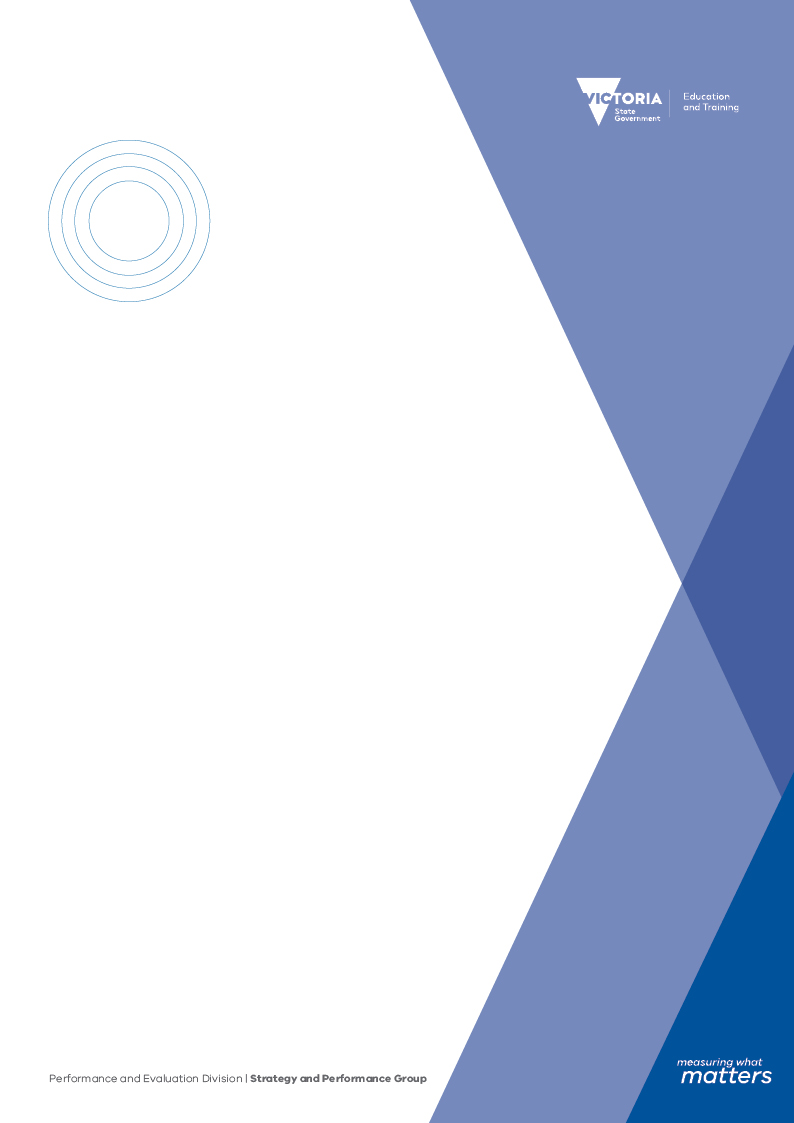 VICTORIA
State
Government
Education
and Training
Performance and Evaluation Division | Strategy and Performance Group
measuring what
matters